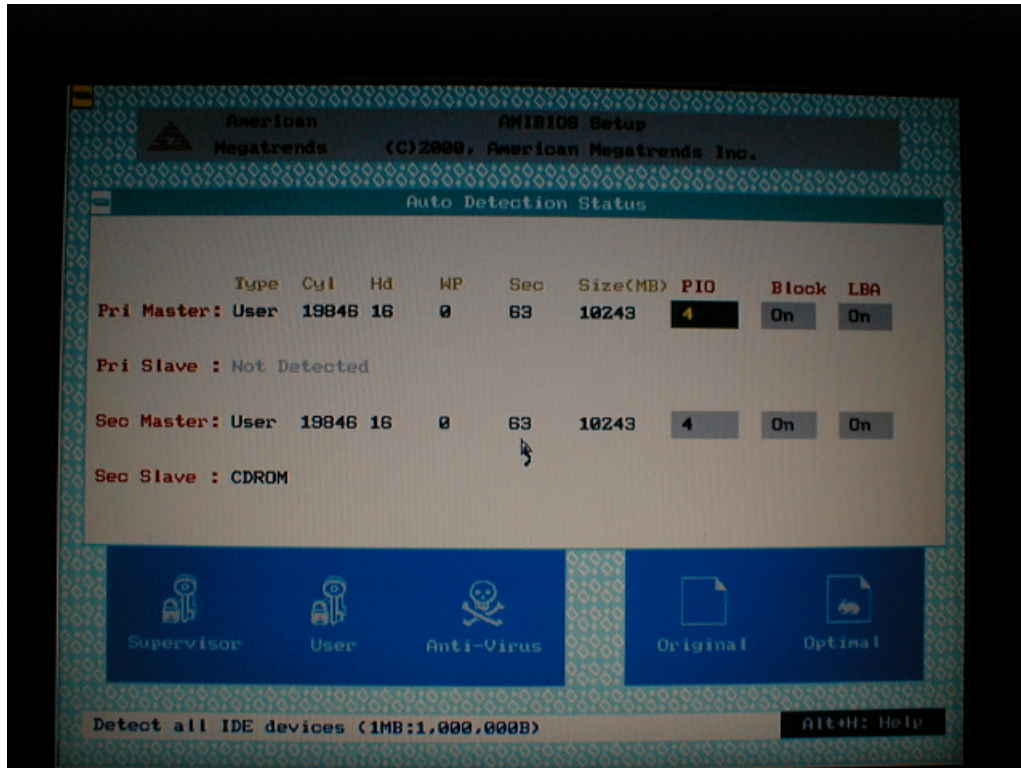 American AMIBIOS Setup
Megatrends (C)2000, American Megatrends Inc.
Auto Detection Status
Type Cyl Hd WP Sec Size(MB) PIO Block LBA
Pri Master: User 19846 16 0 63 10243 4 On On
Pri Slave : Not Detected
Sec Master: User 19846 16 0 63 10243 4 On On
Sec Slave : CDROM
Supervisor User Anti-Virus Original Optimal
Detect all IDE devices (1MB:1,000,000B) Alt+H: Help